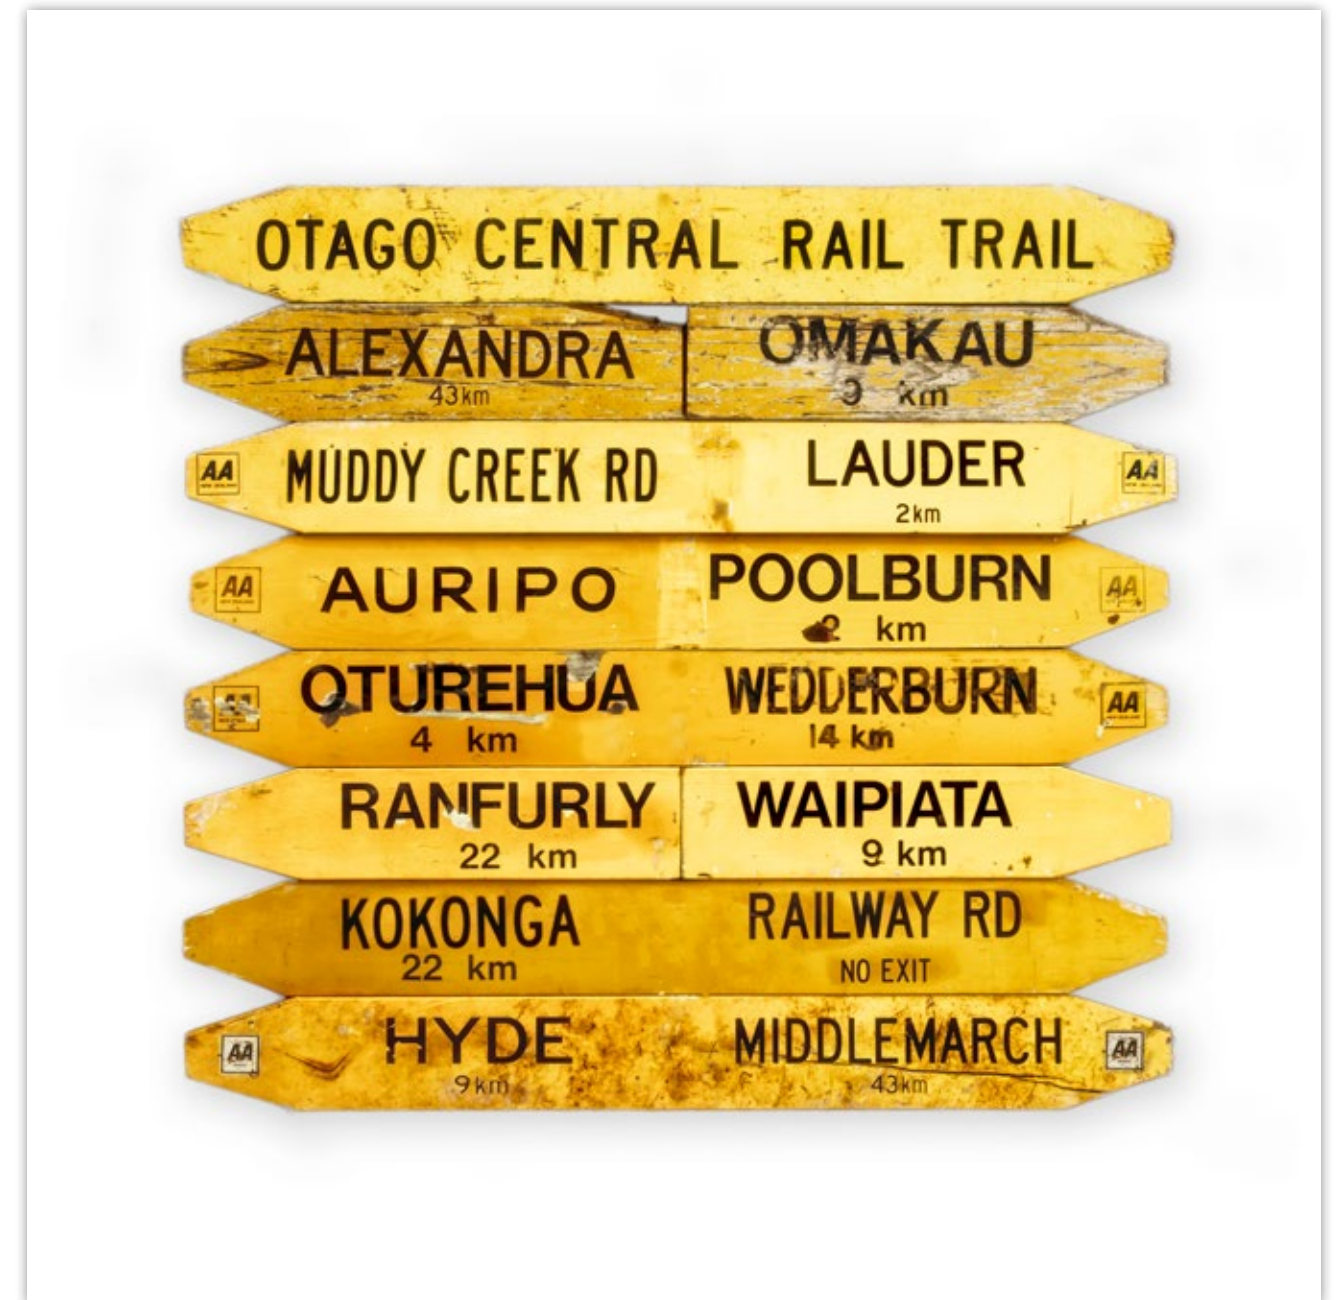 OTAGO CENTRAL RAIL TRAIL
ALEXANDRA
43km
OMAKAU
9 km
AA
MUDDY CREEK RD
LAUDER
2km
AA
AA
AURIPO
POOLBURN
km
AA
OTUREHUA
4 km
WEDDERBURN
14 km
AA
RANFURLY
22 km
WAIPIATA
9 km
KOKONGA
22 km
RAILWAY RD
NO EXIT
AA
HYDE
9km
MIDDLEMARCH
43km
AA